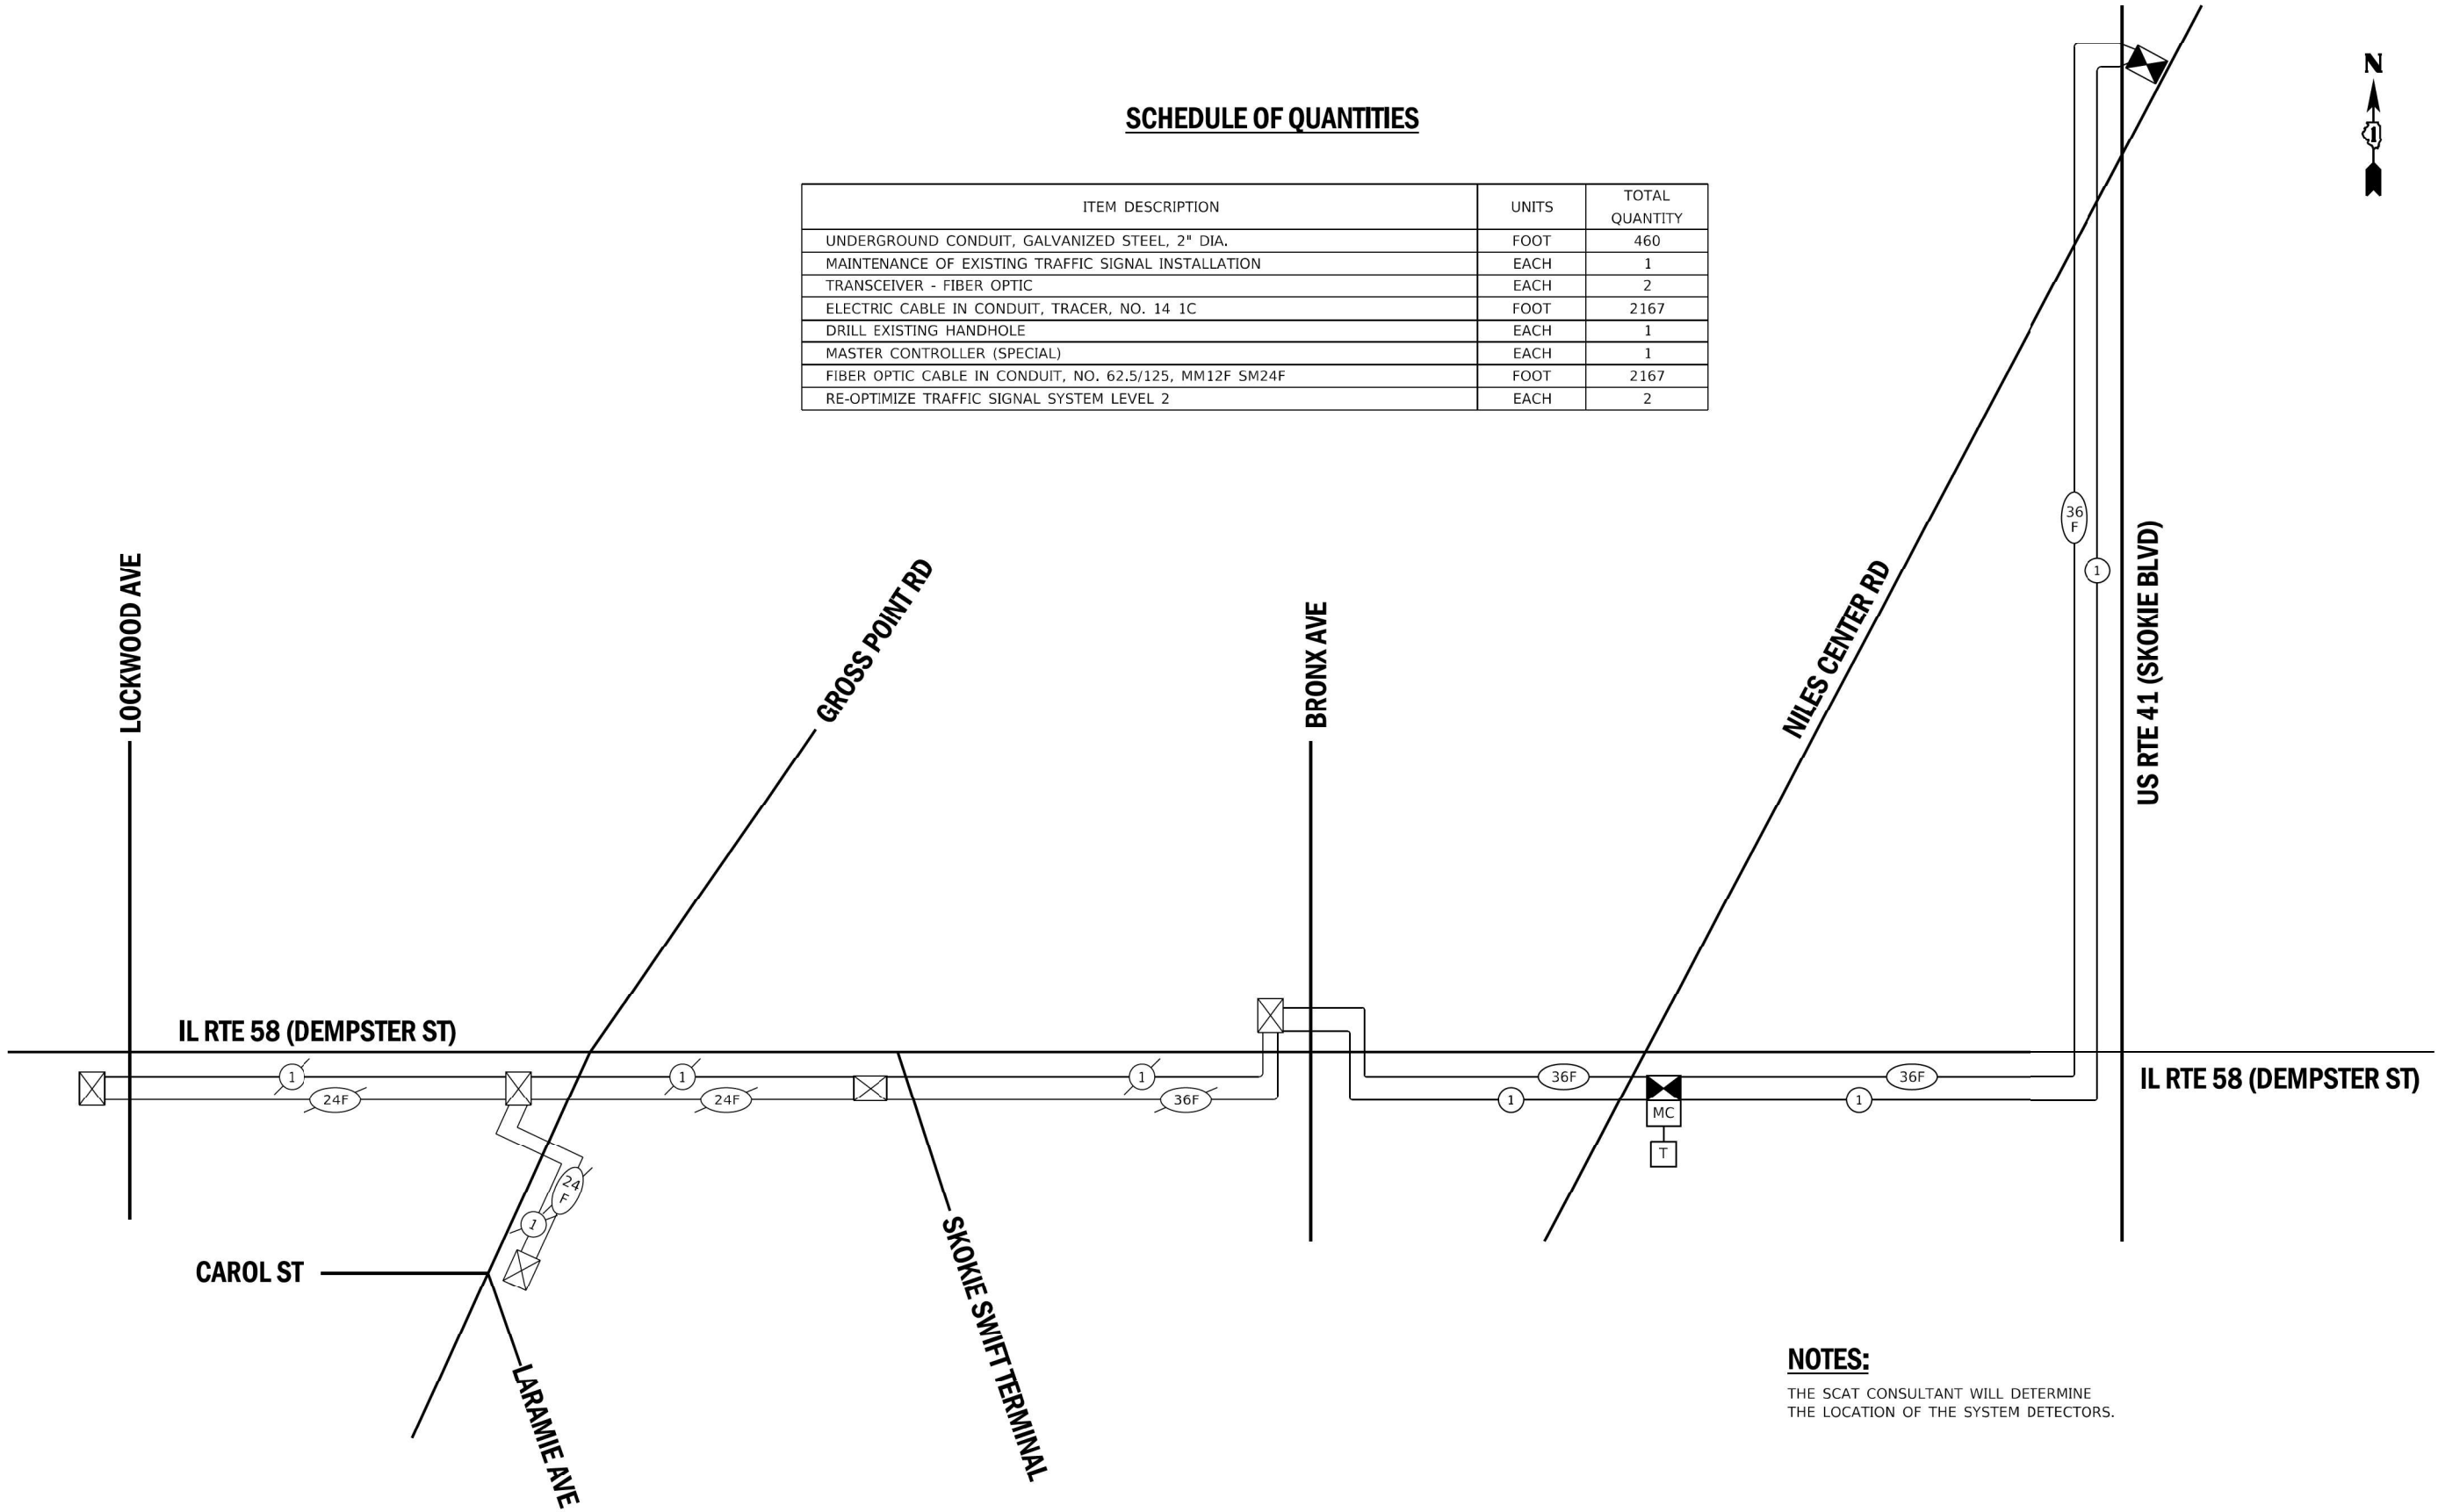 N
1
SCHEDULE OF QUANTITIES
ITEM DESCRIPTION UNITS TOTAL QUANTITY
UNDERGROUND CONDUIT, GALVANIZED STEEL, 2" DIA. FOOT 460
MAINTENANCE OF EXISTING TRAFFIC SIGNAL INSTALLATION EACH 1
TRANSCEIVER - FIBER OPTIC EACH 2
ELECTRIC CABLE IN CONDUIT, TRACER, NO. 14 1C FOOT 2167
DRILL EXISTING HANDHOLE EACH 1
MASTER CONTROLLER (SPECIAL) EACH 1
FIBER OPTIC CABLE IN CONDUIT, NO. 62.5/125, MM12F SM24F FOOT 2167
RE-OPTIMIZE TRAFFIC SIGNAL SYSTEM LEVEL 2 EACH 2
36
F
1
LOCKWOOD AVE
GROSS POINT RD
BRONX AVE
NILES CENTER RD
US RTE 41 (SKOKIE BLVD)
IL RTE 58 (DEMPSTER ST)
1
24F
1
24F
1
36F
36F
1
MC
T
36F
1
IL RTE 58 (DEMPSTER ST)
24
F
1
CAROL ST
LARAMIE AVE
SKOKIE SWIFT TERMINAL
NOTES:
THE SCAT CONSULTANT WILL DETERMINE
THE LOCATION OF THE SYSTEM DETECTORS.